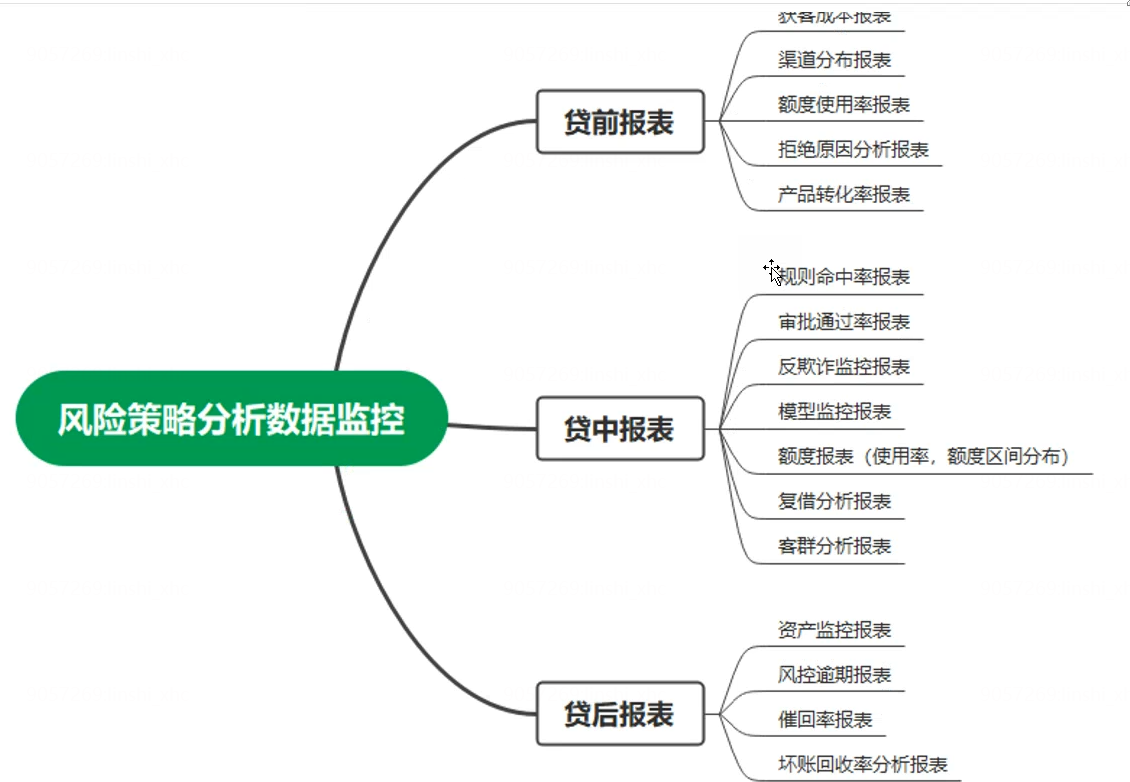 风险策略分析数据监控
贷前报表
获客成本报表
渠道分布报表
额度使用率报表
拒绝原因分析报表
产品转化率报表
贷中报表
规则命中率报表
审批通过率报表
反欺诈监控报表
模型监控报表
额度报表（使用率，额度区间分布）
复借分析报表
客群分析报表
贷后报表
资产监控报表
风控逾期报表
催回率报表
坏账回收率分析报表